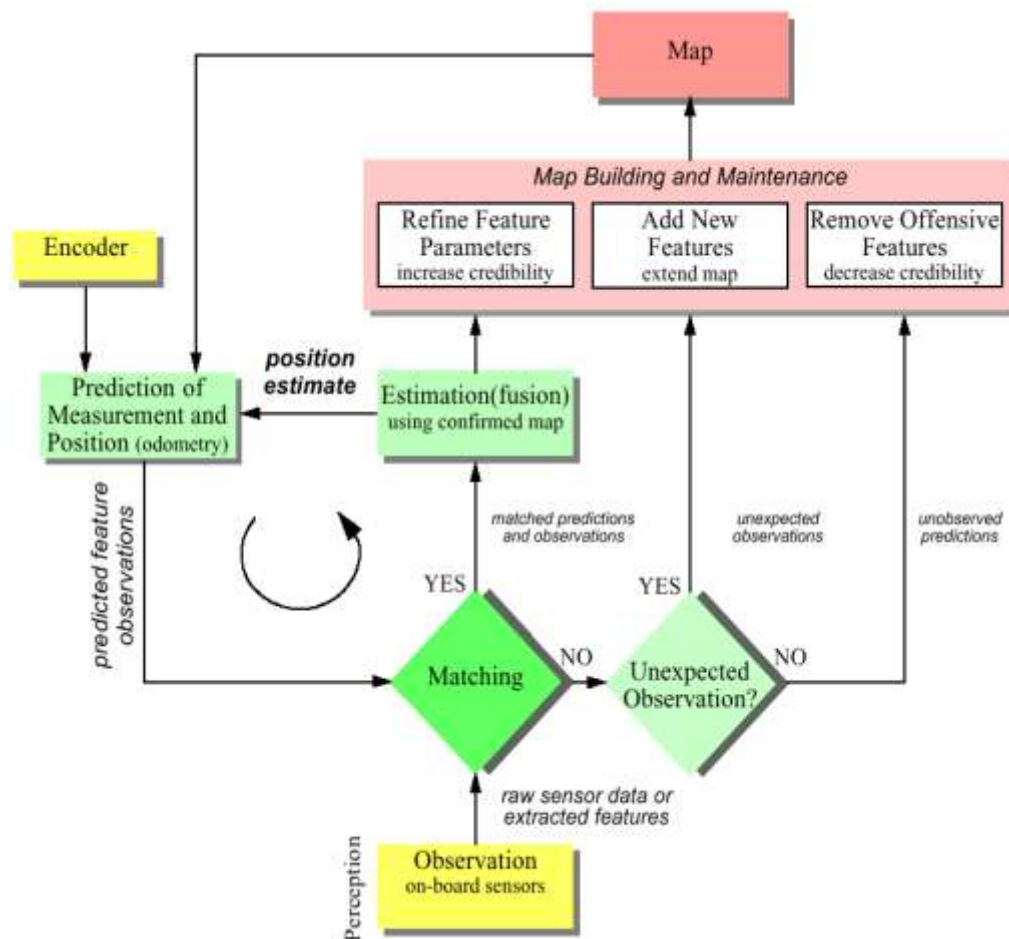 Map
Map Building and Maintenance
Refine Feature
Parameters
increase credibility
Add New
Features
extend map
Remove Offensive
Features
decrease credibility
Encoder
position
estimate
Prediction of
Measurement and
Position (odometry)
Estimation(fusion)
using confirmed map
predicted feature
observations
matched predictions
and observations
unexpected
observations
unobserved
predictions
YES
YES
Matching
NO
Unexpected
Observation?
NO
raw sensor data or
extracted features
Perception
Observation
on-board sensors